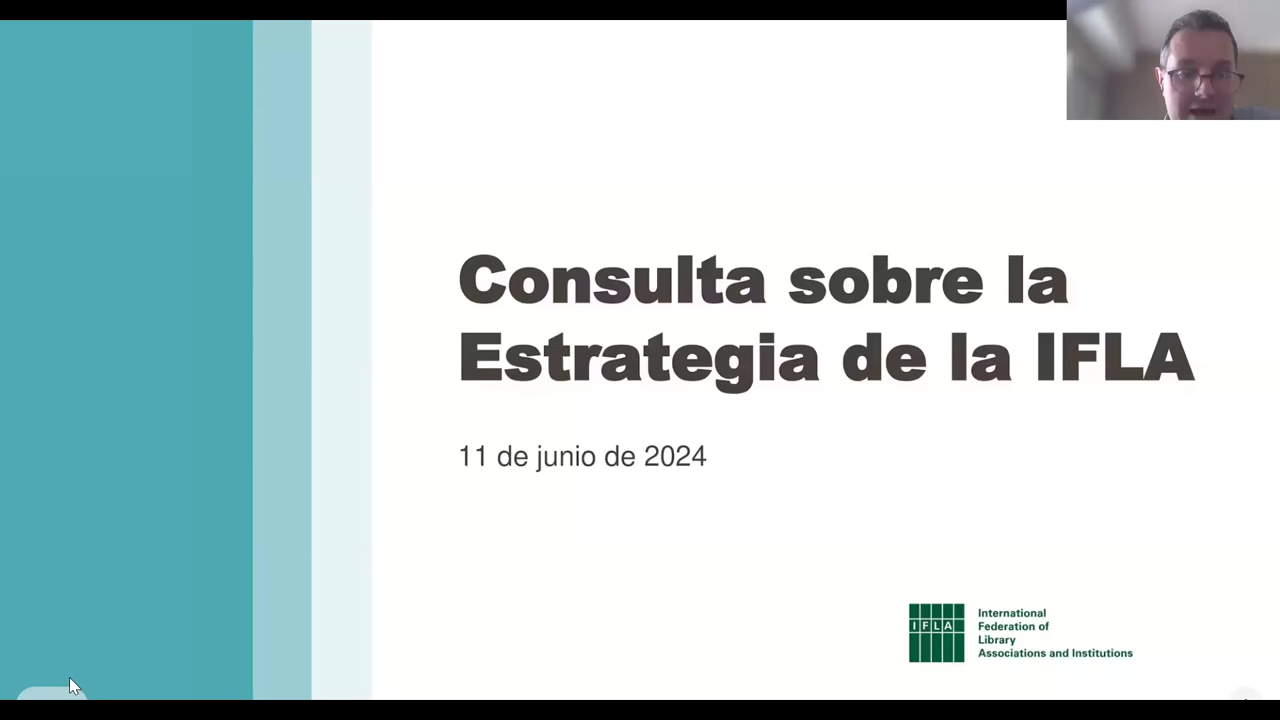 Consulta sobre la
Estrategia de la IFLA
11 de junio de 2024
IFLA
International
Federation of
Library
Associations and Institutions